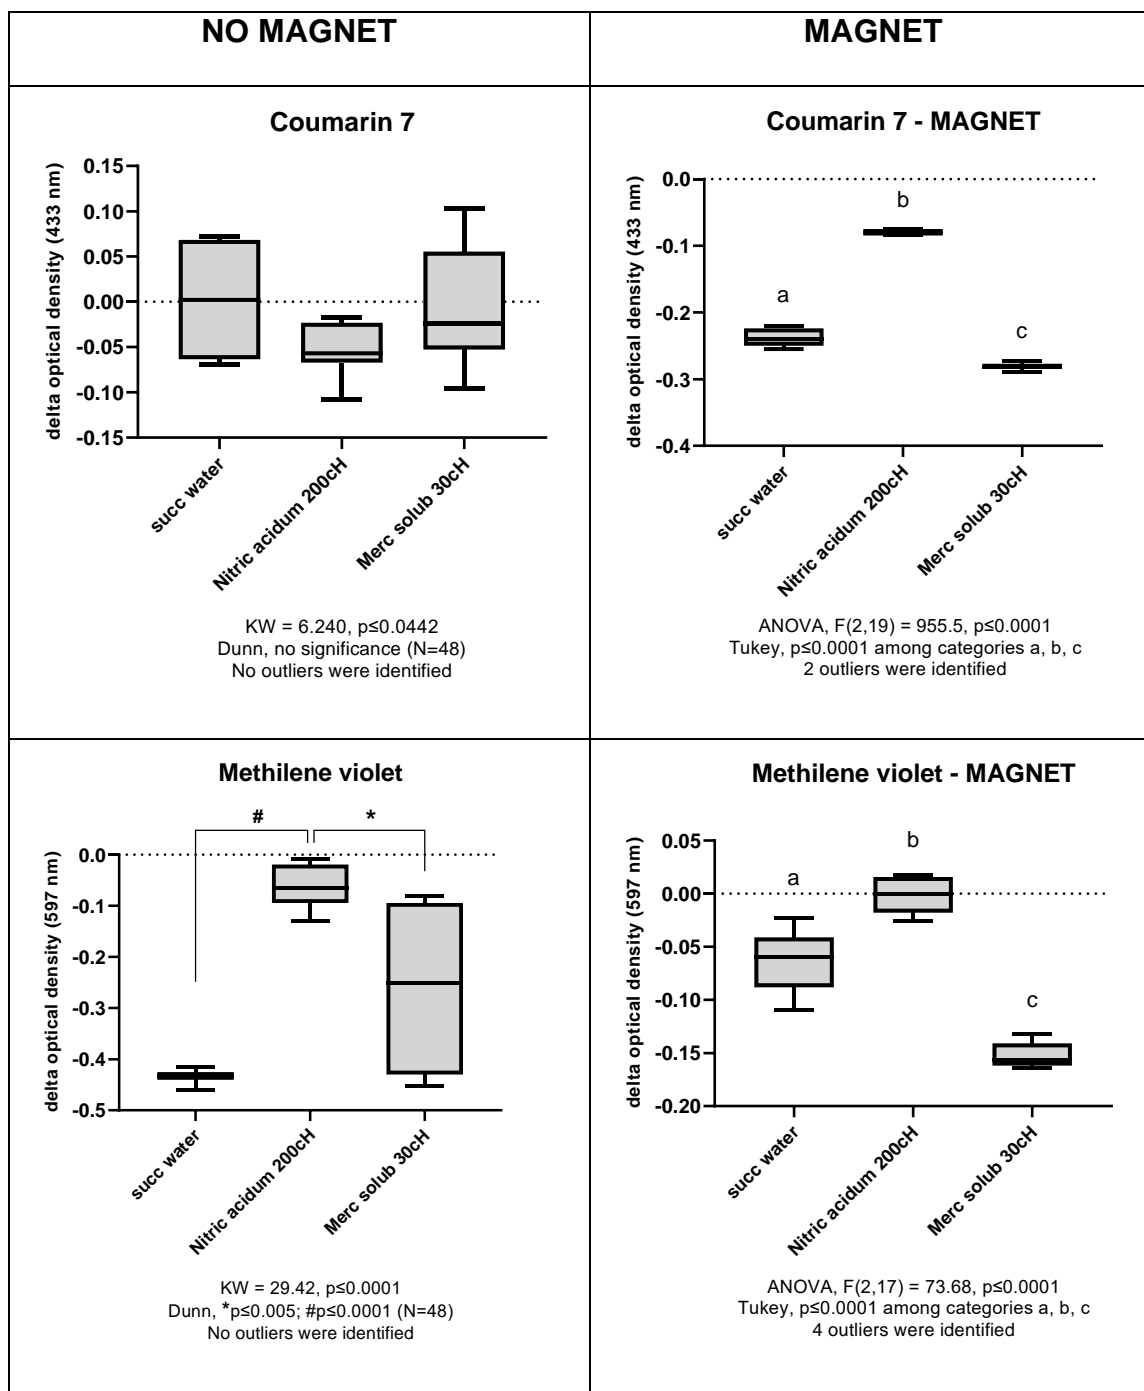 NO MAGNET
MAGNET
Coumarin 7
delta optical density (433 nm)
0.15
0.10
0.05
0.00
-0.05
-0.10
-0.15
succ water
Nitric acidum 200cH
Merc solub 30cH
KW = 6.240, p≤0.0442
Dunn, no significance (N=48)
No outliers were identified
Coumarin 7 - MAGNET
delta optical density (433 nm)
0.0
-0.1
-0.2
-0.3
-0.4
a
b
c
succ water
Nitric acidum 200cH
Merc solub 30cH
ANOVA, F(2,19) = 955.5, p≤0.0001
Tukey, p≤0.0001 among categories a, b, c
2 outliers were identified
Methilene violet
# *
delta optical density (597 nm)
0.0
-0.1
-0.2
-0.3
-0.4
-0.5
succ water
Nitric acidum 200cH
Merc solub 30cH
KW = 29.42, p≤0.0001
Dunn, *p≤0.005; #p≤0.0001 (N=48)
No outliers were identified
Methilene violet - MAGNET
delta optical density (597 nm)
0.05
0.00
-0.05
-0.10
-0.15
-0.20
a
b
c
succ water
Nitric acidum 200cH
Merc solub 30cH
ANOVA, F(2,17) = 73.68, p≤0.0001
Tukey, p≤0.0001 among categories a, b, c
4 outliers were identified